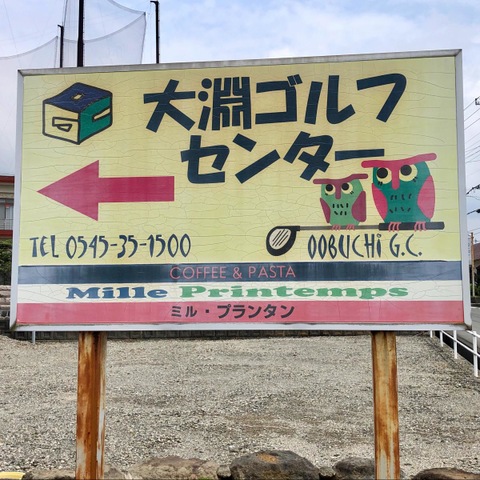 大淵ゴルフ
センター
TEL 0545-35-1500
OOBUCHi G.C.
COFFEE & PASTA
Mille Printemps
ミル・プランタン